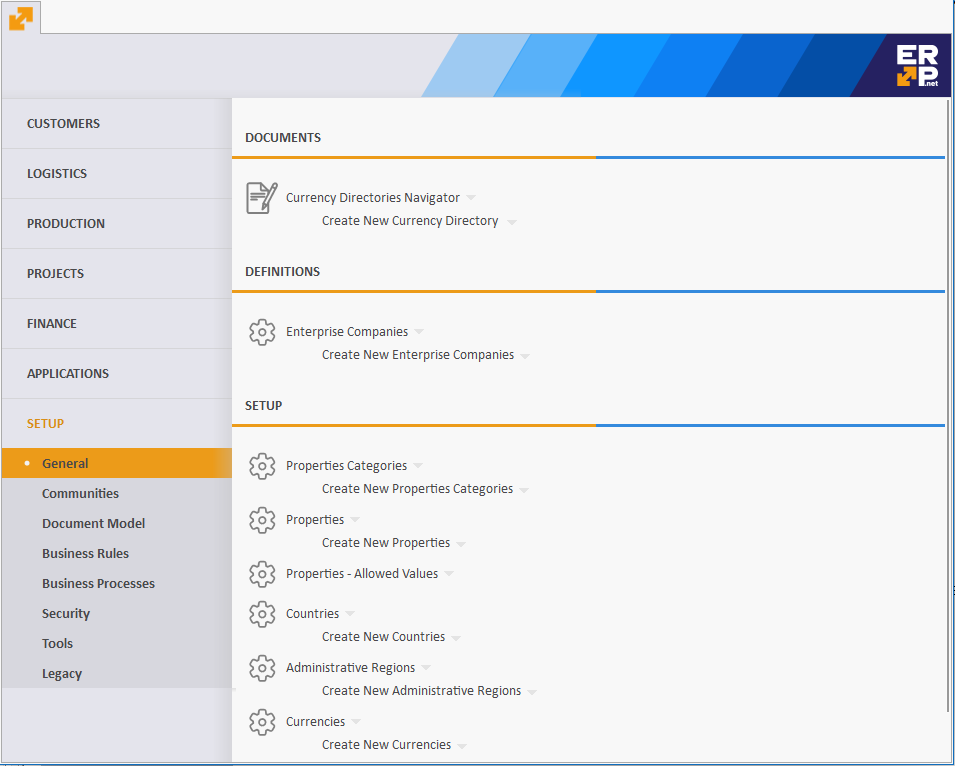 ER
P.net
CUSTOMERS
LOGISTICS
PRODUCTION
PROJECTS
FINANCE
APPLICATIONS
SETUP
General
Communities
Document Model
Business Rules
Business Processes
Security
Tools
Legacy
DOCUMENTS
Currency Directories Navigator
Create New Currency Directory
DEFINITIONS
Enterprise Companies
Create New Enterprise Companies
SETUP
Properties Categories
Create New Properties Categories
Properties
Create New Properties
Properties - Allowed Values
Countries
Create New Countries
Administrative Regions
Create New Administrative Regions
Currencies
Create New Currencies